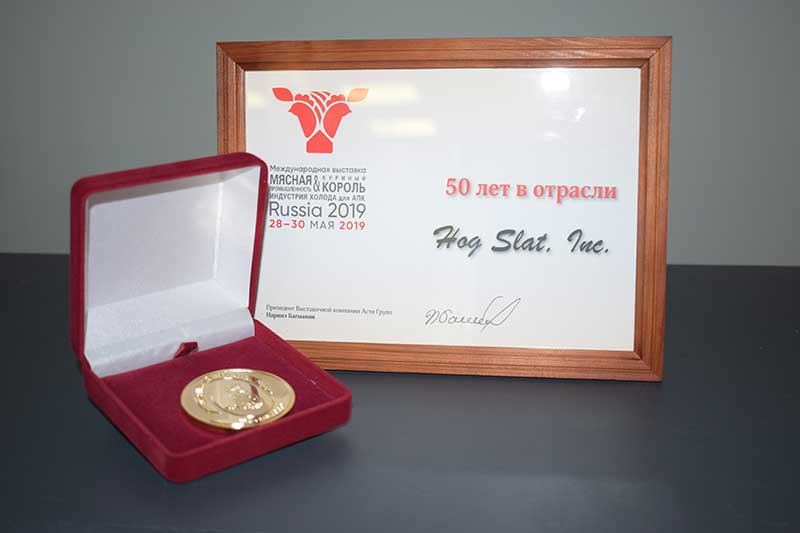 Международная выставка
МЯСНАЯ & КУРИНЫЙ
ПРОМЫШЛЕННОСТЬ КОРОЛЬ
ИНДУСТРИЯ ХОЛОДА для АПК
Russia 2019
28–30 МАЯ 2019
50 лет в отрасли
Hog Slat, Inc.
Президент Выставочной компании Асти Групп
Наринэ Багманян